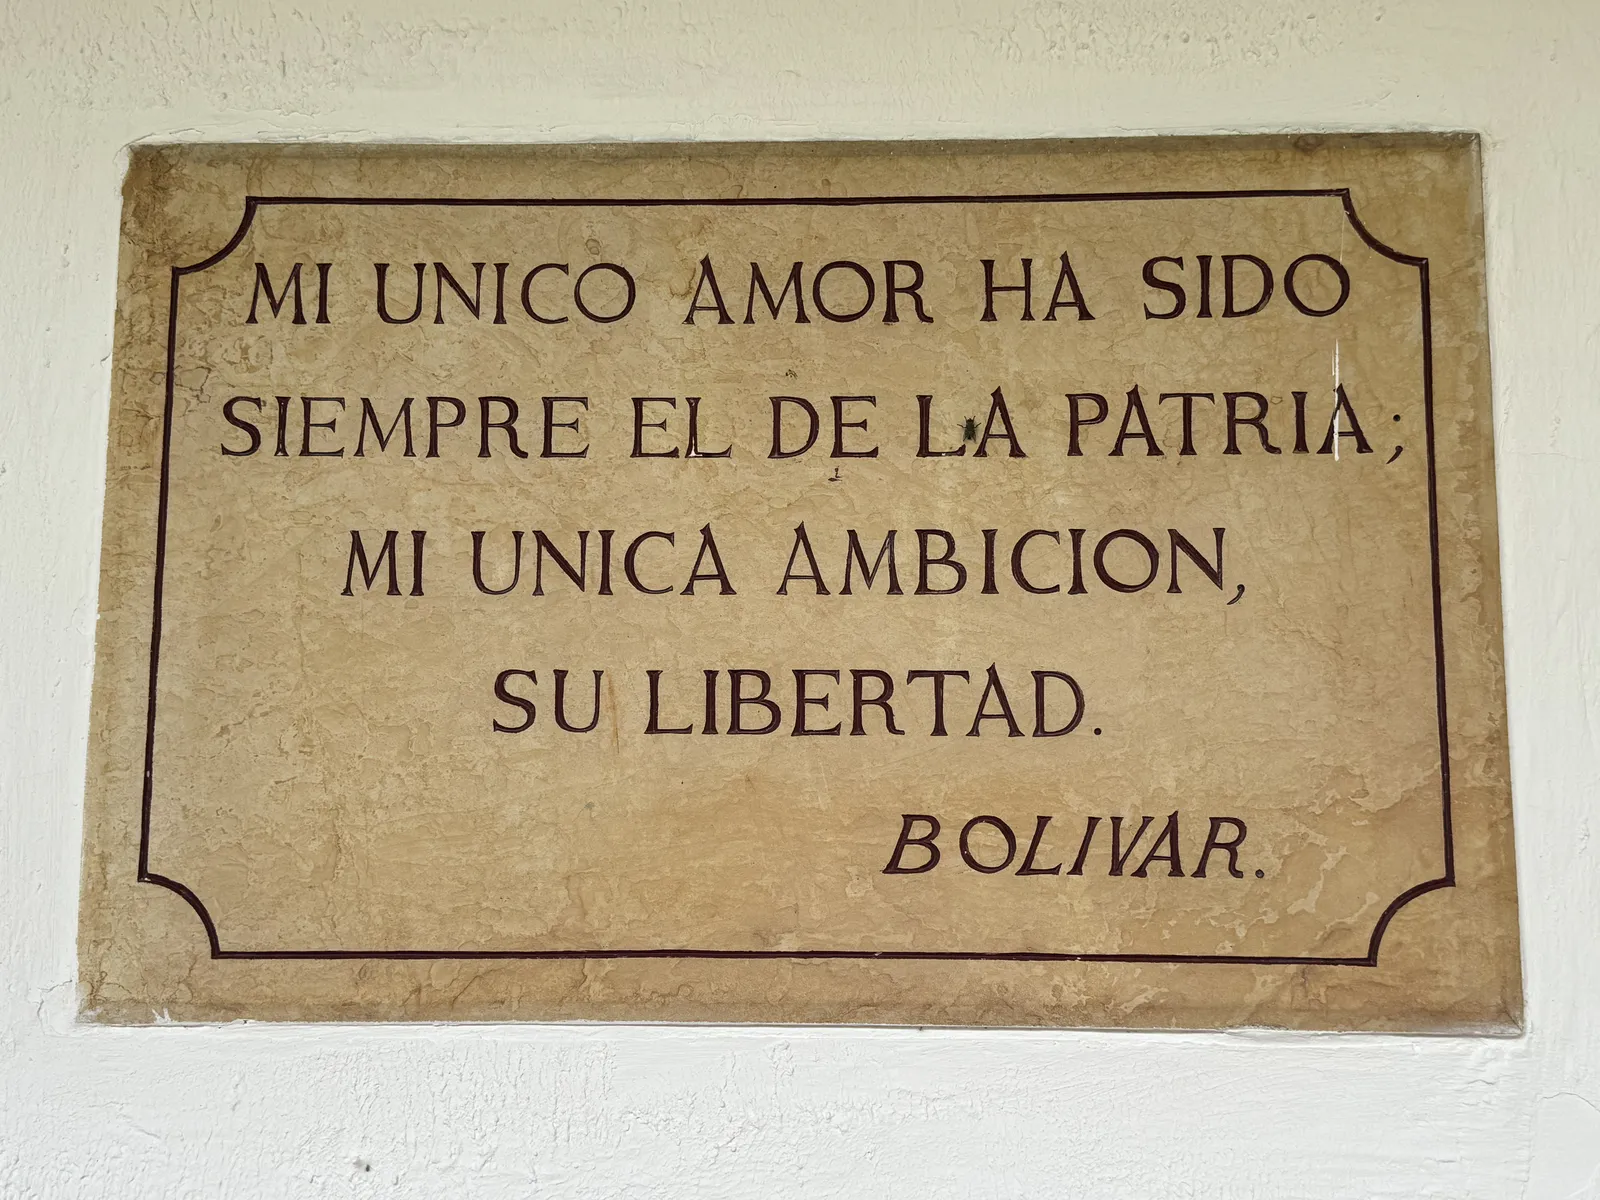 MI UNICO AMOR HA SIDO
SIEMPRE EL DE LA PATRIA;
MI UNICA AMBICION,
SU LIBERTAD.
BOLIVAR.